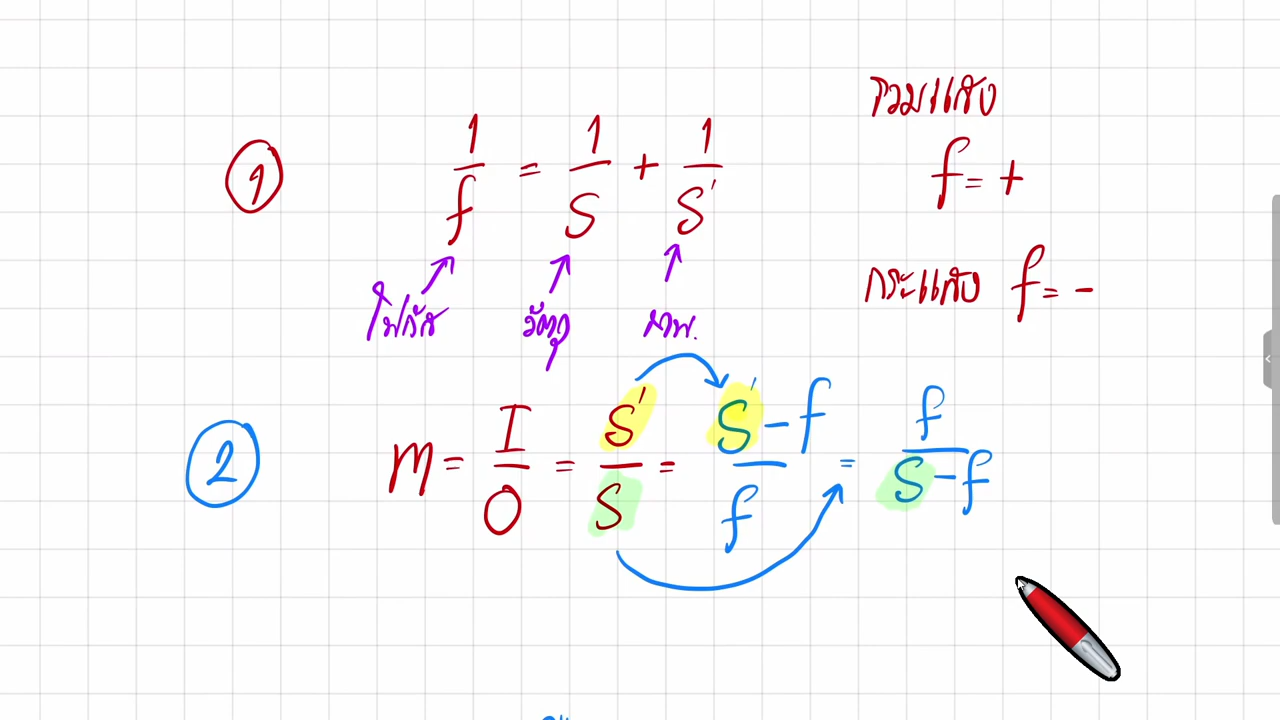 รวมแสง
① 1/f = 1/S + 1/S'
f = +
โฟกัส วัตถุ ภาพ.
กระแสง f = -
② m = I/O = S'/S = S'-f/f = f/S-f